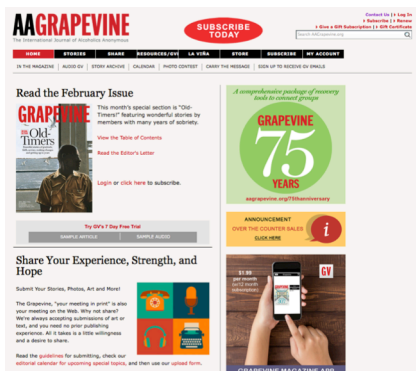 AAGRAPEVINE
The International Journal of Alcoholics Anonymous
SUBSCRIBE
TODAY
Contact Us | Log In
Subscribe | Renew
Give a Gift Subscription | Gift Certificate
Search AAGrapevine.org
HOME STORIES SHARE RESOURCES/GVR LA VIÑA STORE SUBSCRIBE MY ACCOUNT
IN THE MAGAZINE AUDIO GV STORY ARCHIVE CALENDAR PHOTO CONTEST CARRY THE MESSAGE SIGN UP TO RECEIVE GV EMAILS
Read the February Issue
GRAPEVINE
Old-
Timers
This month's special section is "Old-
Timers!" featuring wonderful stories by
members with many years of sobriety.
View the Table of Contents
Read the Editor's Letter
Login or click here to subscribe.
Try GV's 7 Day Free Trial
SAMPLE ARTICLE SAMPLE AUDIO
Share Your Experience, Strength, and
Hope
Submit Your Stories, Photos, Art and More!
The Grapevine, "your meeting in print" is also
your meeting on the Web. Why not share?
We're always accepting submissions of art or
text, and you need no prior publishing
experience. All it takes is a little willingness
and a desire to share.
Read the guidelines for submitting, check our
editorial calendar for upcoming special topics, and then use our upload form.
A comprehensive package of recovery
tools to connect groups
GRAPEVINE
75
YEARS
aagrapevine.org/75thanniversary
ANNOUNCEMENT
OVER THE COUNTER SALES
CLICK HERE
i
$1.99
per month
(w/12 month
subscription)
GV
GRAPEVINE MAGAZINE APP